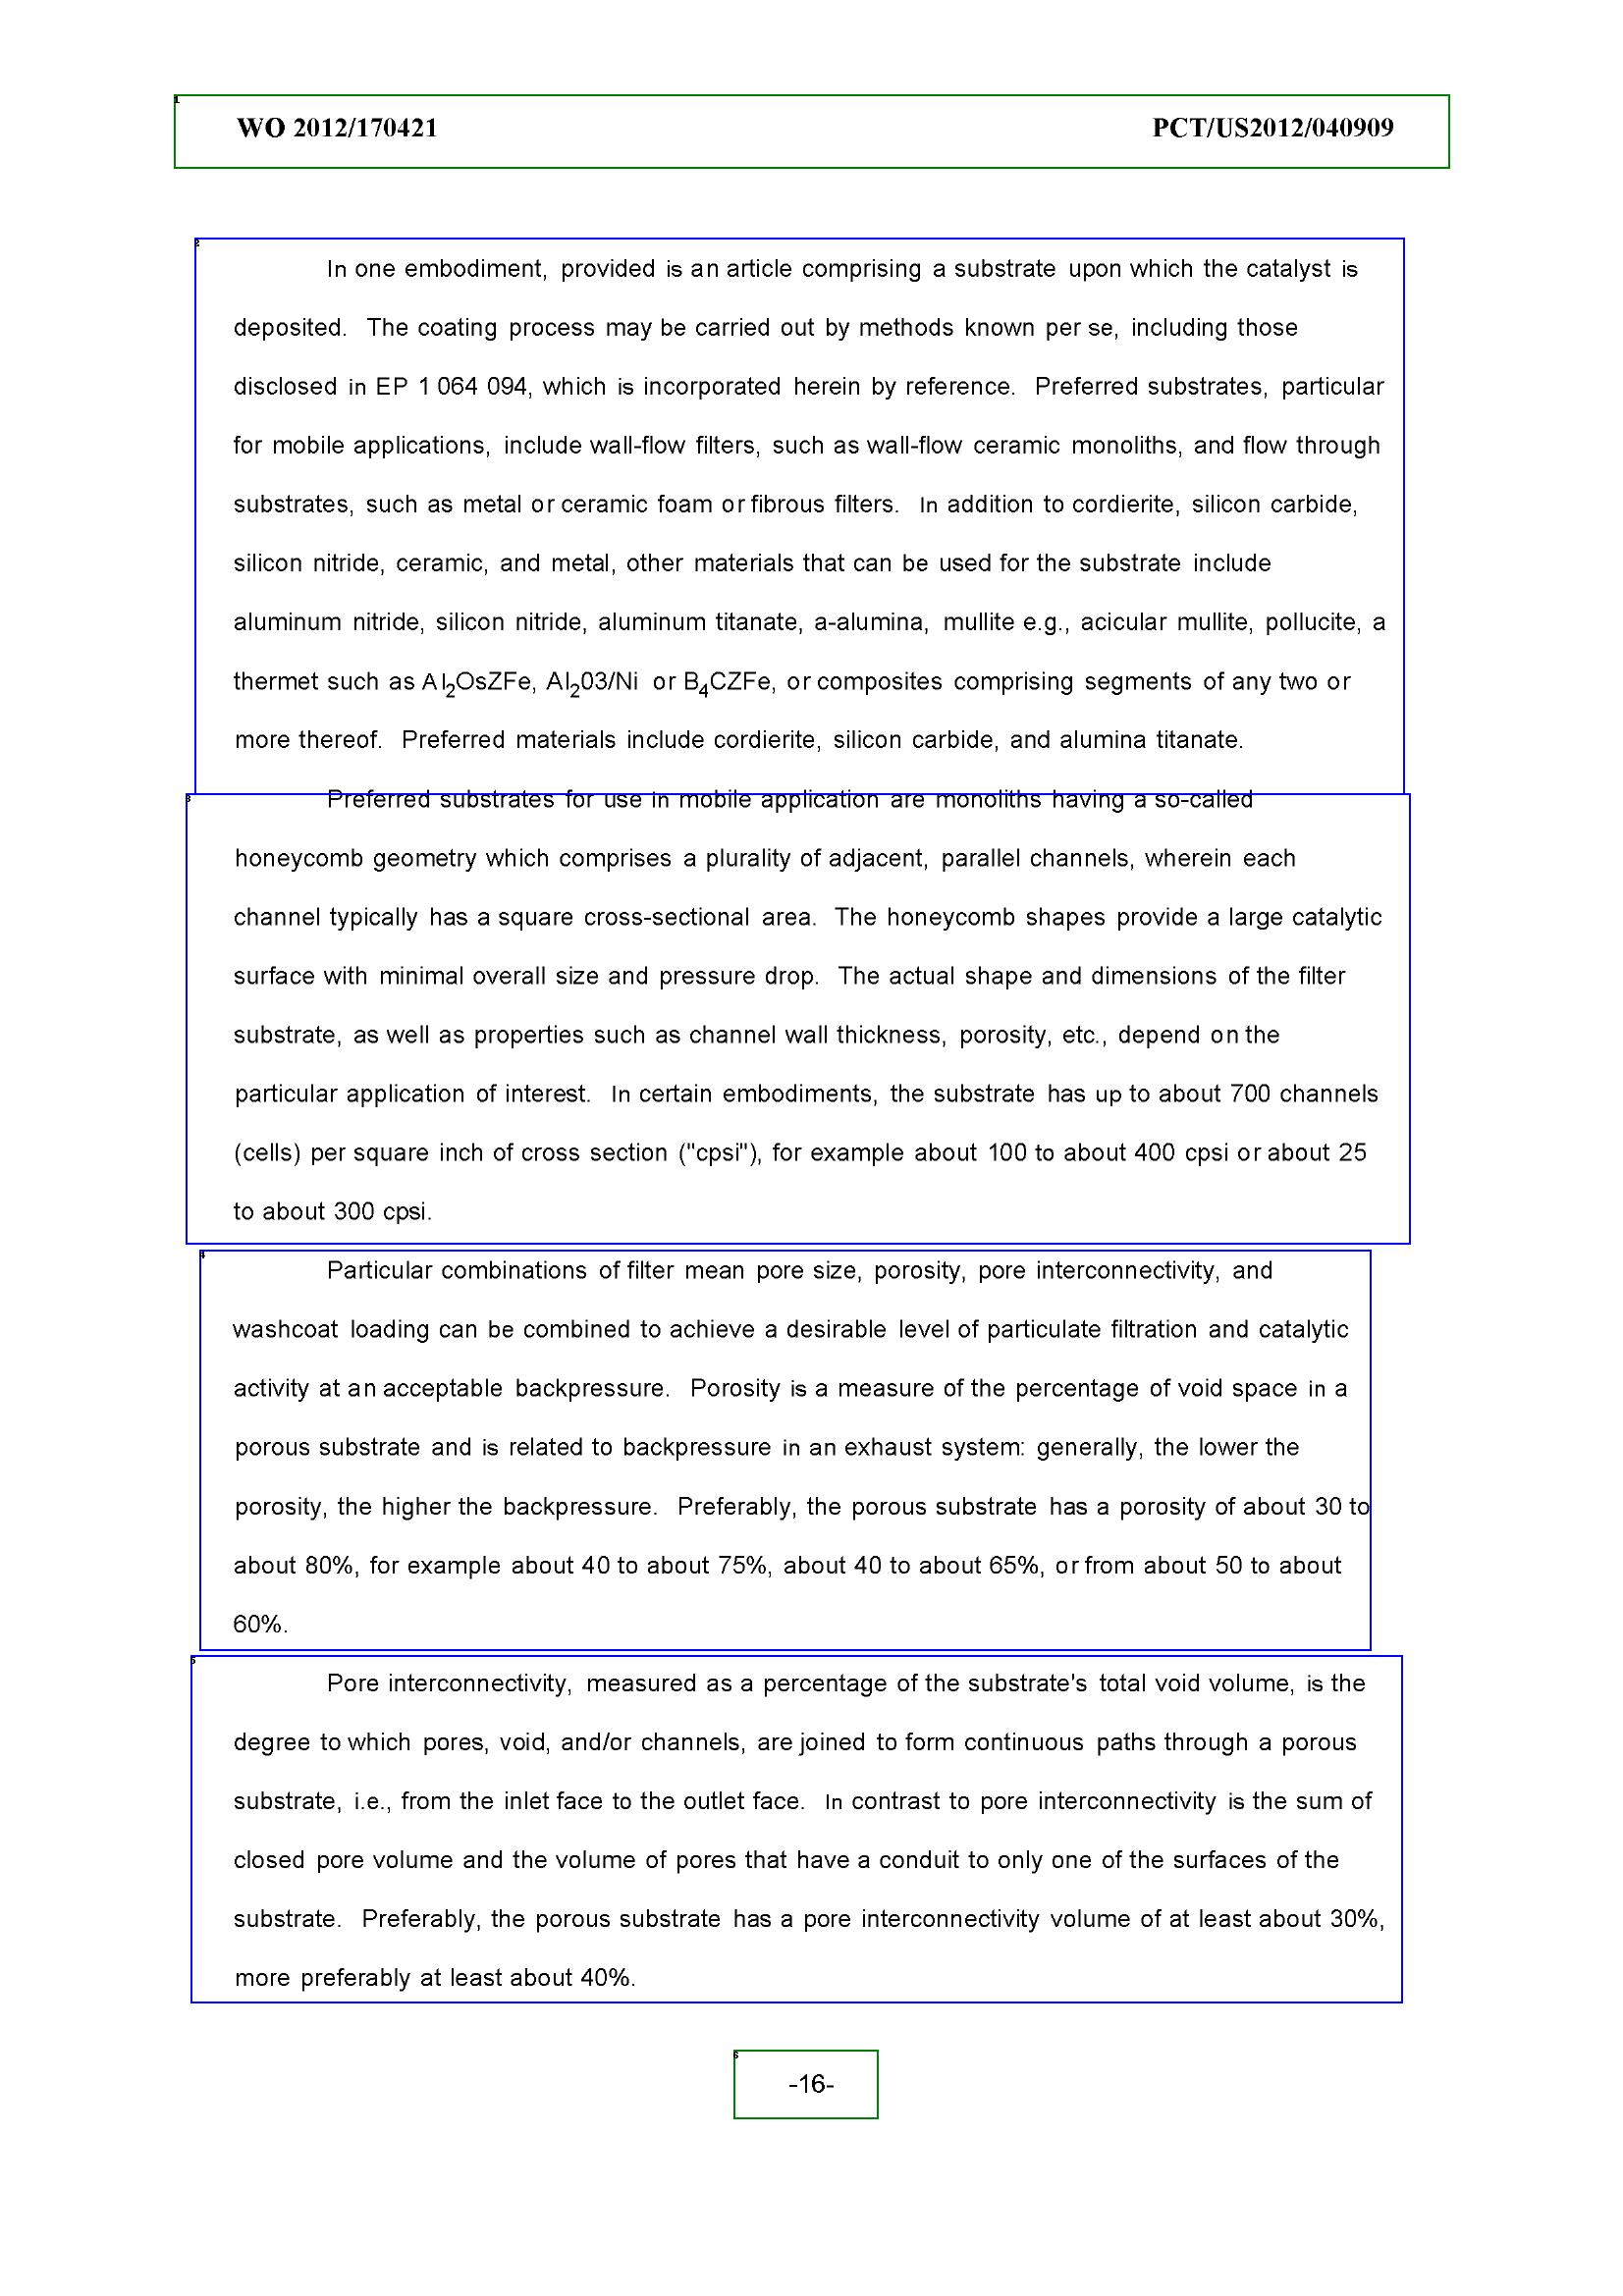 WO 2012/170421 PCT/US2012/040909
In one embodiment, provided is an article comprising a substrate upon which the catalyst is
deposited. The coating process may be carried out by methods known per se, including those
disclosed in EP 1 064 094, which is incorporated herein by reference. Preferred substrates, particular
for mobile applications, include wall-flow filters, such as wall-flow ceramic monoliths, and flow through
substrates, such as metal or ceramic foam or fibrous filters. In addition to cordierite, silicon carbide,
silicon nitride, ceramic, and metal, other materials that can be used for the substrate include
aluminum nitride, silicon nitride, aluminum titanate, a-alumina, mullite e.g., acicular mullite, pollucite, a
thermet such as Al₂OsZFe, Al₂03/Ni or B₄CZFe, or composites comprising segments of any two or
more thereof. Preferred materials include cordierite, silicon carbide, and alumina titanate.
Preferred substrates for use in mobile application are monoliths having a so-called
honeycomb geometry which comprises a plurality of adjacent, parallel channels, wherein each
channel typically has a square cross-sectional area. The honeycomb shapes provide a large catalytic
surface with minimal overall size and pressure drop. The actual shape and dimensions of the filter
substrate, as well as properties such as channel wall thickness, porosity, etc., depend on the
particular application of interest. In certain embodiments, the substrate has up to about 700 channels
(cells) per square inch of cross section ("cpsi"), for example about 100 to about 400 cpsi or about 25
to about 300 cpsi.
Particular combinations of filter mean pore size, porosity, pore interconnectivity, and
washcoat loading can be combined to achieve a desirable level of particulate filtration and catalytic
activity at an acceptable backpressure. Porosity is a measure of the percentage of void space in a
porous substrate and is related to backpressure in an exhaust system: generally, the lower the
porosity, the higher the backpressure. Preferably, the porous substrate has a porosity of about 30 to
about 80%, for example about 40 to about 75%, about 40 to about 65%, or from about 50 to about
60%.
Pore interconnectivity, measured as a percentage of the substrate's total void volume, is the
degree to which pores, void, and/or channels, are joined to form continuous paths through a porous
substrate, i.e., from the inlet face to the outlet face. In contrast to pore interconnectivity is the sum of
closed pore volume and the volume of pores that have a conduit to only one of the surfaces of the
substrate. Preferably, the porous substrate has a pore interconnectivity volume of at least about 30%,
more preferably at least about 40%.
-16-